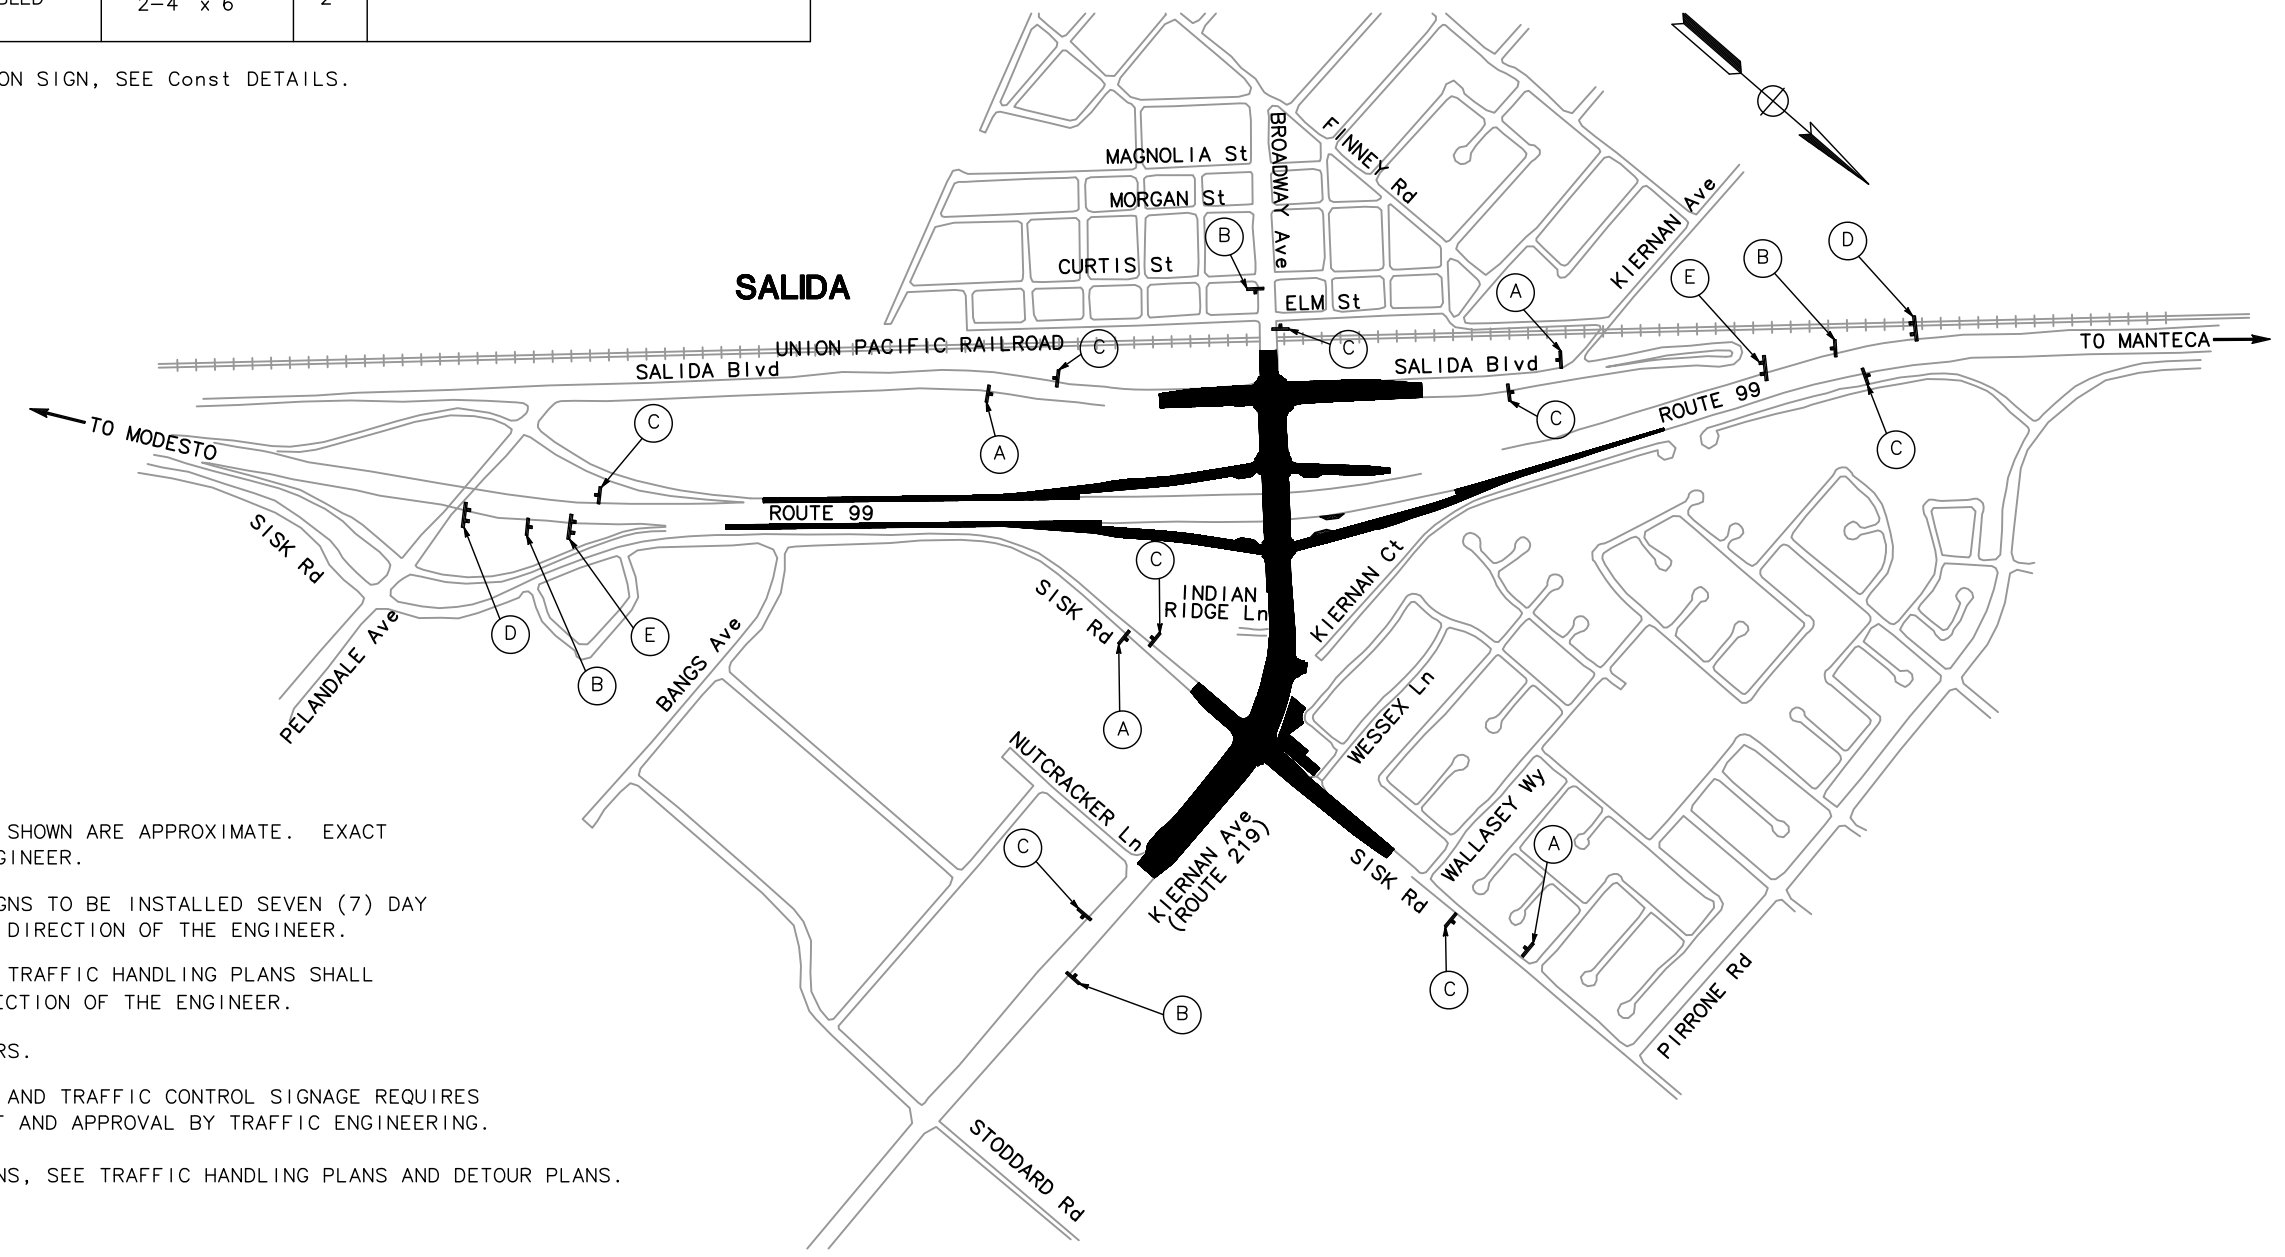 2-4" x 6"
2
ON SIGN, SEE Const DETAILS.
MAGNOLIA St
BROADWAY Ave
FINNEY Rd
MORGAN St
KIERNAN Ave
B
CURTIS St
D
B
E
SALIDA
A
ELM St
UNION PACIFIC RAILROAD
C
C
TO MANTECA
SALIDA Blvd
SALIDA Blvd
ROUTE 99
TO MODESTO
C
A
C
C
ROUTE 99
SISK Rd
C
KIERNAN Ct
INDIAN
RIDGE Ln
SISK Rd
D
E
B
PELANDALE Ave
BANGS Ave
A
WESSEX Ln
NUTCRACKER Ln
WALLASEY Wy
KIERNAN Ave
(ROUTE 219)
C
A
SISK Rd
SHOWN ARE APPROXIMATE. EXACT
GINEER.
GNS TO BE INSTALLED SEVEN (7) DAY
DIRECTION OF THE ENGINEER.
TRAFFIC HANDLING PLANS SHALL
ECTION OF THE ENGINEER.
C
B
PIRRONE Rd
RS.
AND TRAFFIC CONTROL SIGNAGE REQUIRES
T AND APPROVAL BY TRAFFIC ENGINEERING.
STODDARD Rd
NS, SEE TRAFFIC HANDLING PLANS AND DETOUR PLANS.